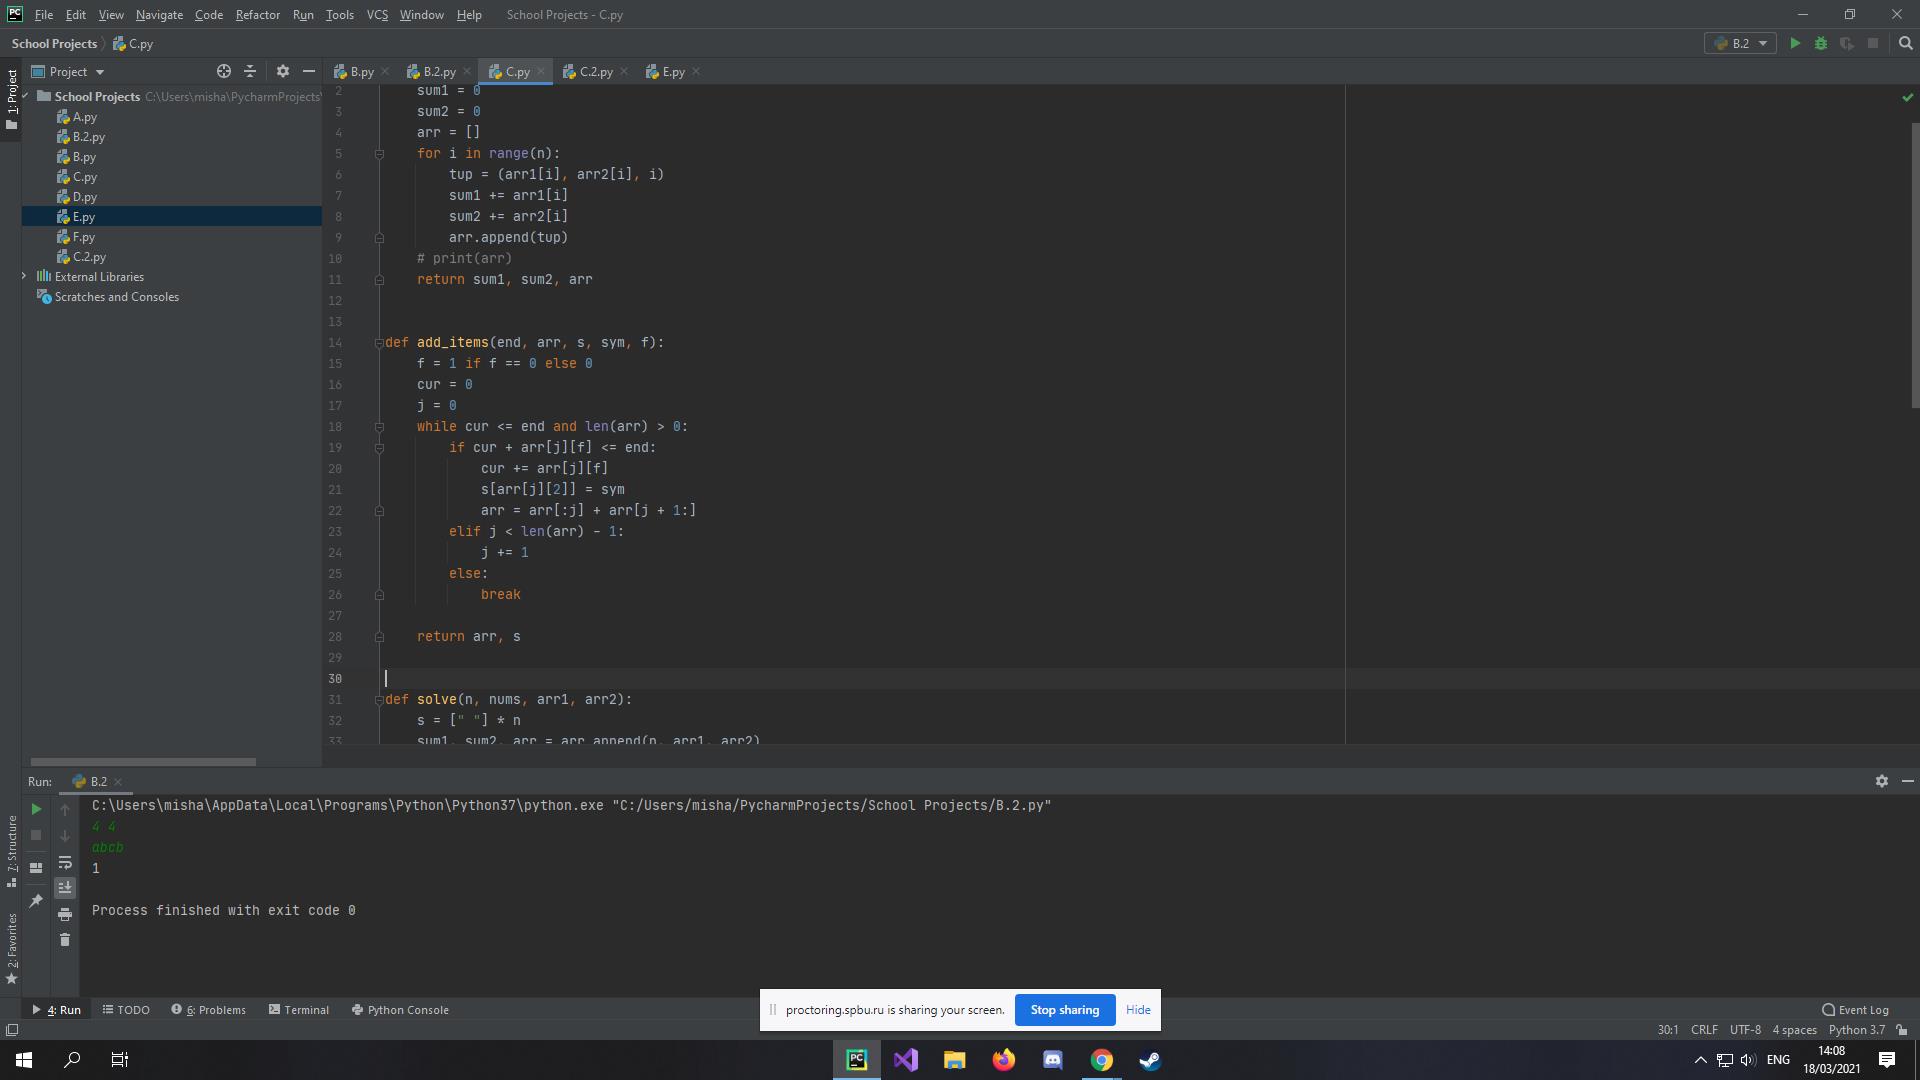 File Edit View Navigate Code Refactor Run Tools VCS Window Help School Projects - C.py
School Projects C.py
B.2
Project
B.py B.2.py C.py C.2.py E.py
1: Project
School Projects C:\Users\misha\PycharmProjects\
A.py
B.2.py
B.py
C.py
D.py
E.py
F.py
C.2.py
External Libraries
Scratches and Consoles
2 sum1 = 0
3 sum2 = 0
4 arr = []
5 for i in range(n):
6 tup = (arr1[i], arr2[i], i)
7 sum1 += arr1[i]
8 sum2 += arr2[i]
9 arr.append(tup)
10 # print(arr)
11 return sum1, sum2, arr
12
13
14 def add_items(end, arr, s, sym, f):
15 f = 1 if f == 0 else 0
16 cur = 0
17 j = 0
18 while cur <= end and len(arr) > 0:
19 if cur + arr[j][f] <= end:
20 cur += arr[j][f]
21 s[arr[j][2]] = sym
22 arr = arr[:j] + arr[j + 1:]
23 elif j < len(arr) - 1:
24 j += 1
25 else:
26 break
27
28 return arr, s
29
30
31 def solve(n, nums, arr1, arr2):
32 s = [" "] * n
33 sum1, sum2, arr = arr_append(n, arr1, arr2)
Run: B.2
C:\Users\misha\AppData\Local\Programs\Python\Python37\python.exe "C:/Users/misha/PycharmProjects/School Projects/B.2.py"
4 4
abcb
1
Process finished with exit code 0
7: Structure
2: Favorites
4: Run TODO 6: Problems Terminal Python Console
proctoring.spbu.ru is sharing your screen. Stop sharing Hide
Event Log
30:1 CRLF UTF-8 4 spaces Python 3.7
PC
ENG
14:08
18/03/2021